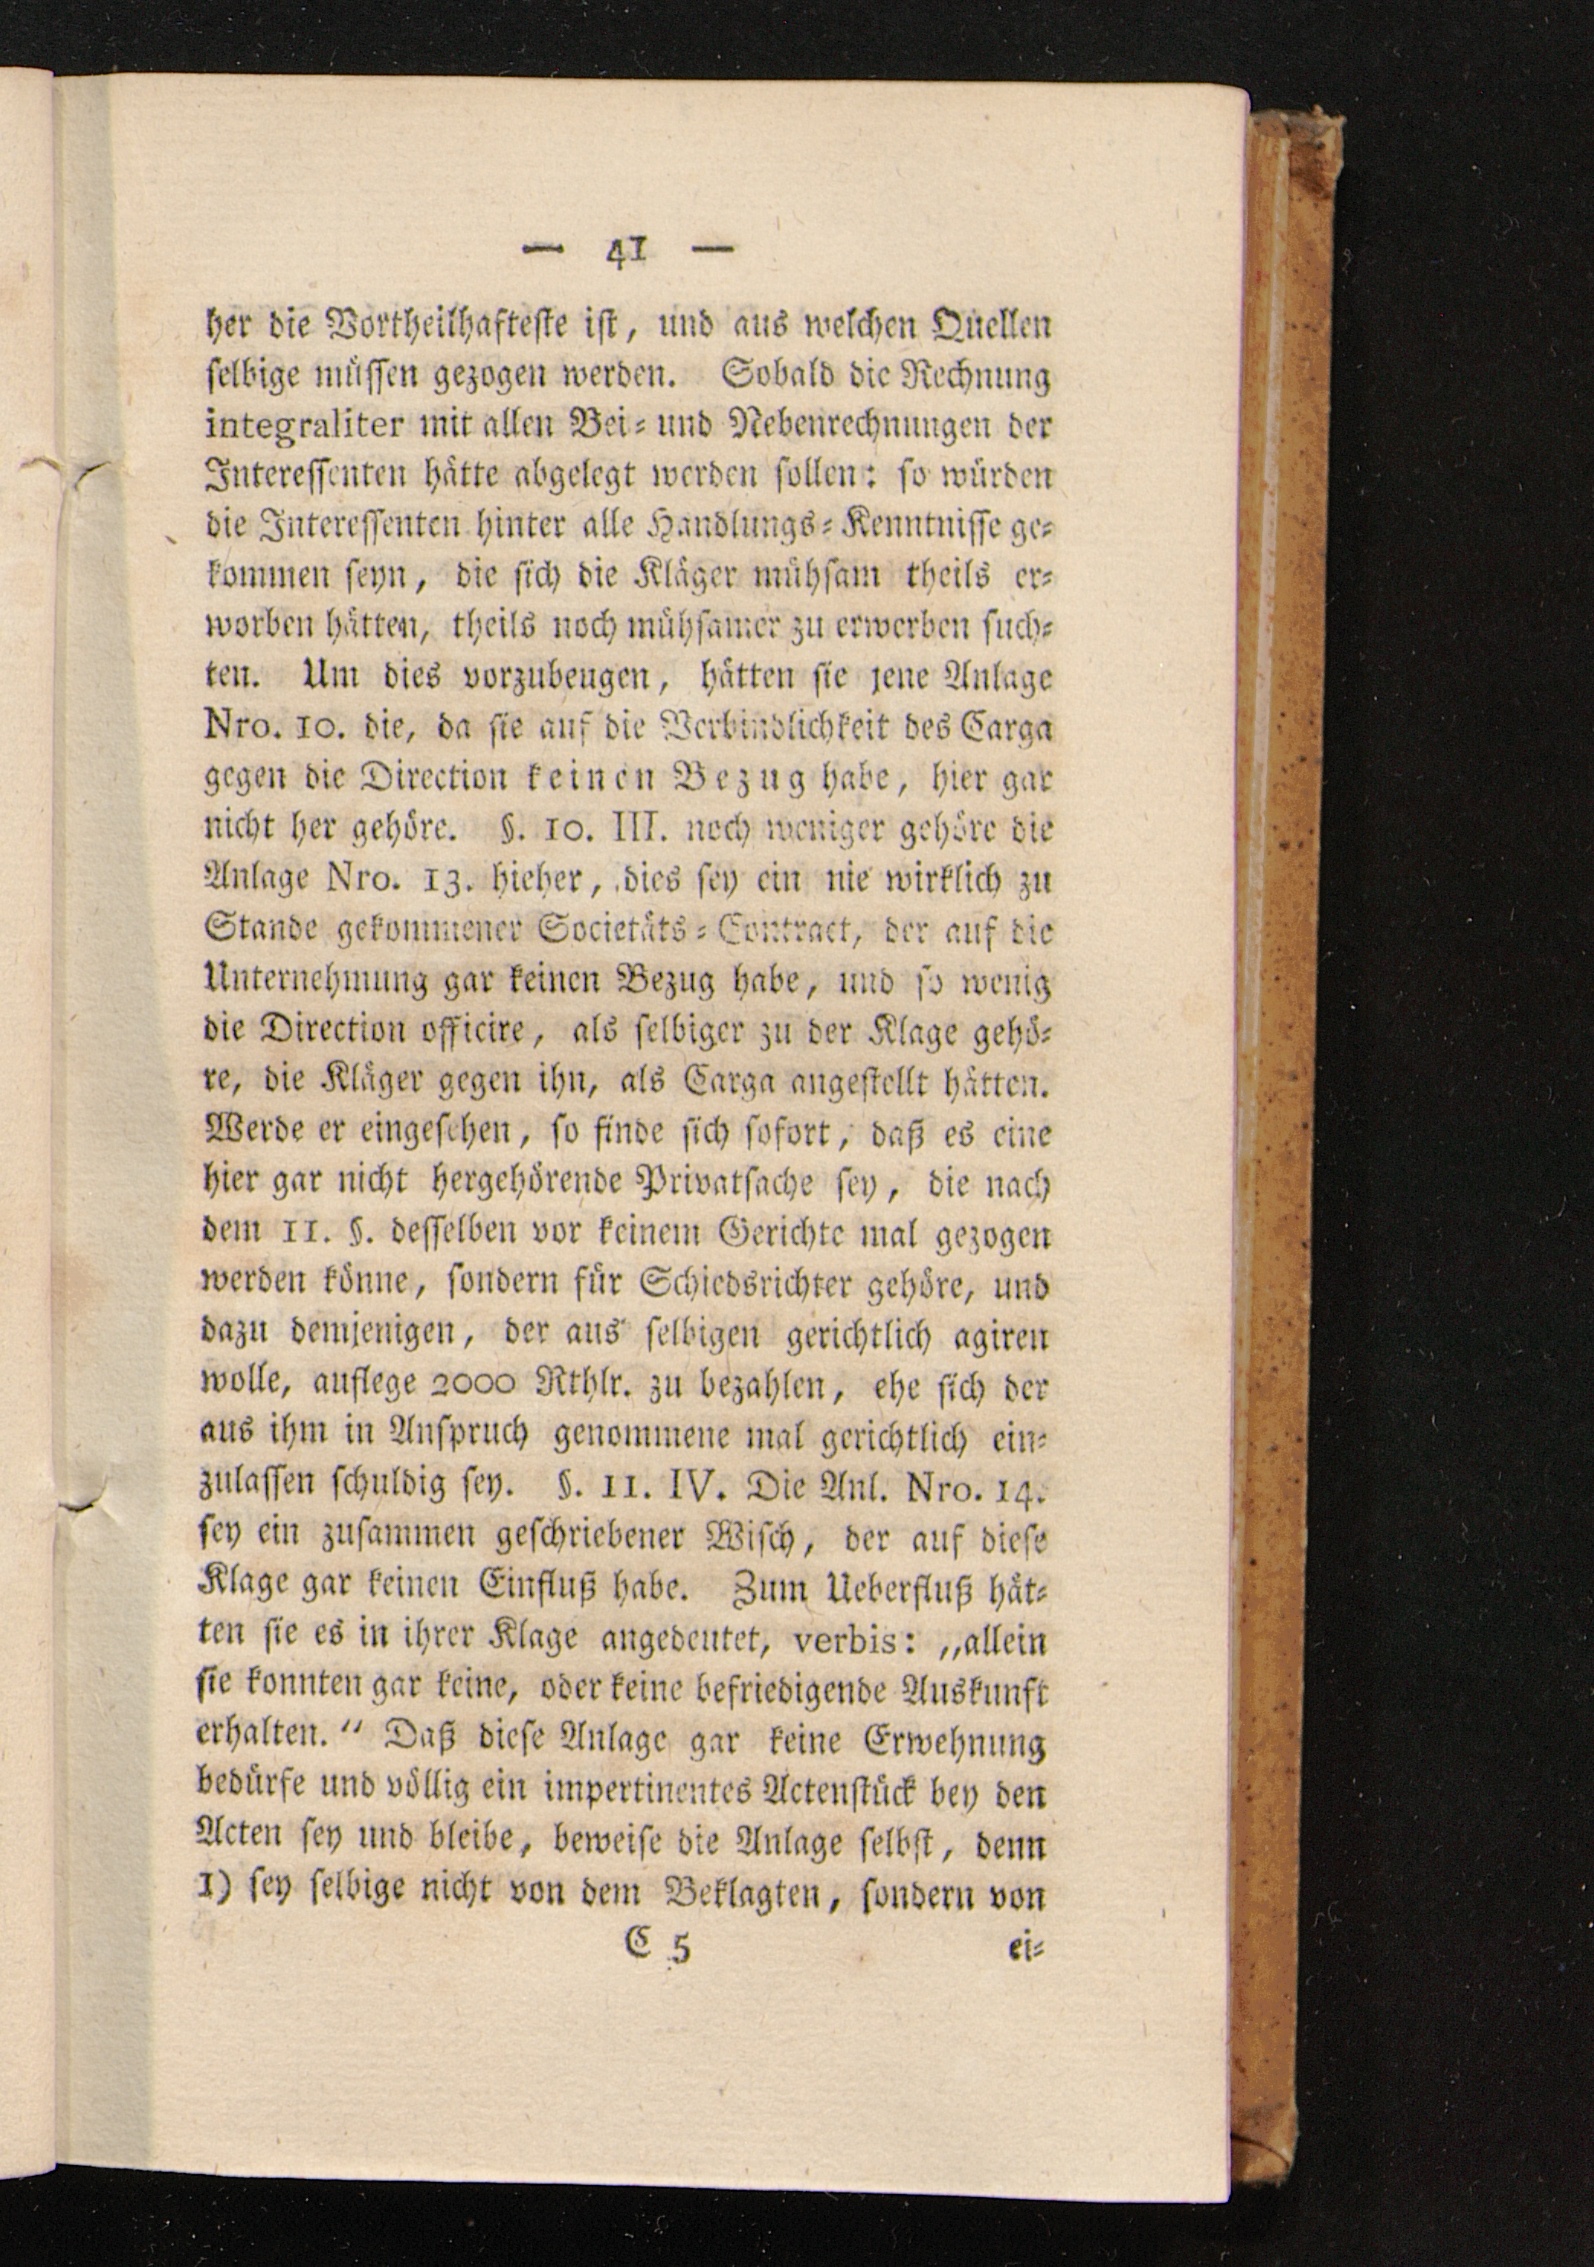 — 41 —
her die Vortheilhafteste ist, und aus welchen Quellen
selbige müssen gezogen werden. Sobald die Rechnung
integraliter mit allen Bei- und Nebenrechnungen der
Interessenten hätte abgelegt werden sollen: so würden
die Interessenten hinter alle Handlungs-Kenntnisse ge-
kommen seyn, die sich die Kläger mühsam theils er-
worben hätten, theils noch mühsamer zu erwerben such-
ten. Um dies vorzubeugen, hätten sie jene Anlage
Nro. 10. die, da sie auf die Verbindlichkeit des Carga
gegen die Direction keinen Bezug habe, hier gar
nicht her gehöre. §. 10. III. noch weniger gehöre die
Anlage Nro. 13. hieher, dies sey ein nie wirklich zu
Stande gekommener Societäts-Contract, der auf die
Unternehmung gar keinen Bezug habe, und so wenig
die Direction officire, als selbiger zu der Klage gehö-
re, die Kläger gegen ihn, als Carga angestellt hätten.
Werde er eingesehen, so finde sich sofort, daß es eine
hier gar nicht hergehörende Privatsache sey, die nach
dem 11. §. desselben vor keinem Gerichte mal gezogen
werden könne, sondern für Schiedsrichter gehöre, und
dazu demjenigen, der aus selbigen gerichtlich agiren
wolle, auflege 2000 Rthlr. zu bezahlen, ehe sich der
aus ihm in Anspruch genommene mal gerichtlich ein-
zulassen schuldig sey. §. 11. IV. Die Anl. Nro. 14.
sey ein zusammen geschriebener Wisch, der auf diese
Klage gar keinen Einfluß habe. Zum Ueberfluß hät-
ten sie es in ihrer Klage angedeutet, verbis: „allein
sie konnten gar keine, oder keine befriedigende Auskunft
erhalten.“ Daß diese Anlage gar keine Erwehnung
bedürfe und völlig ein impertinentes Actenstück bey den
Acten sey und bleibe, beweise die Anlage selbst, denn
1) sey selbige nicht von dem Beklagten, sondern von
C 5 ei-